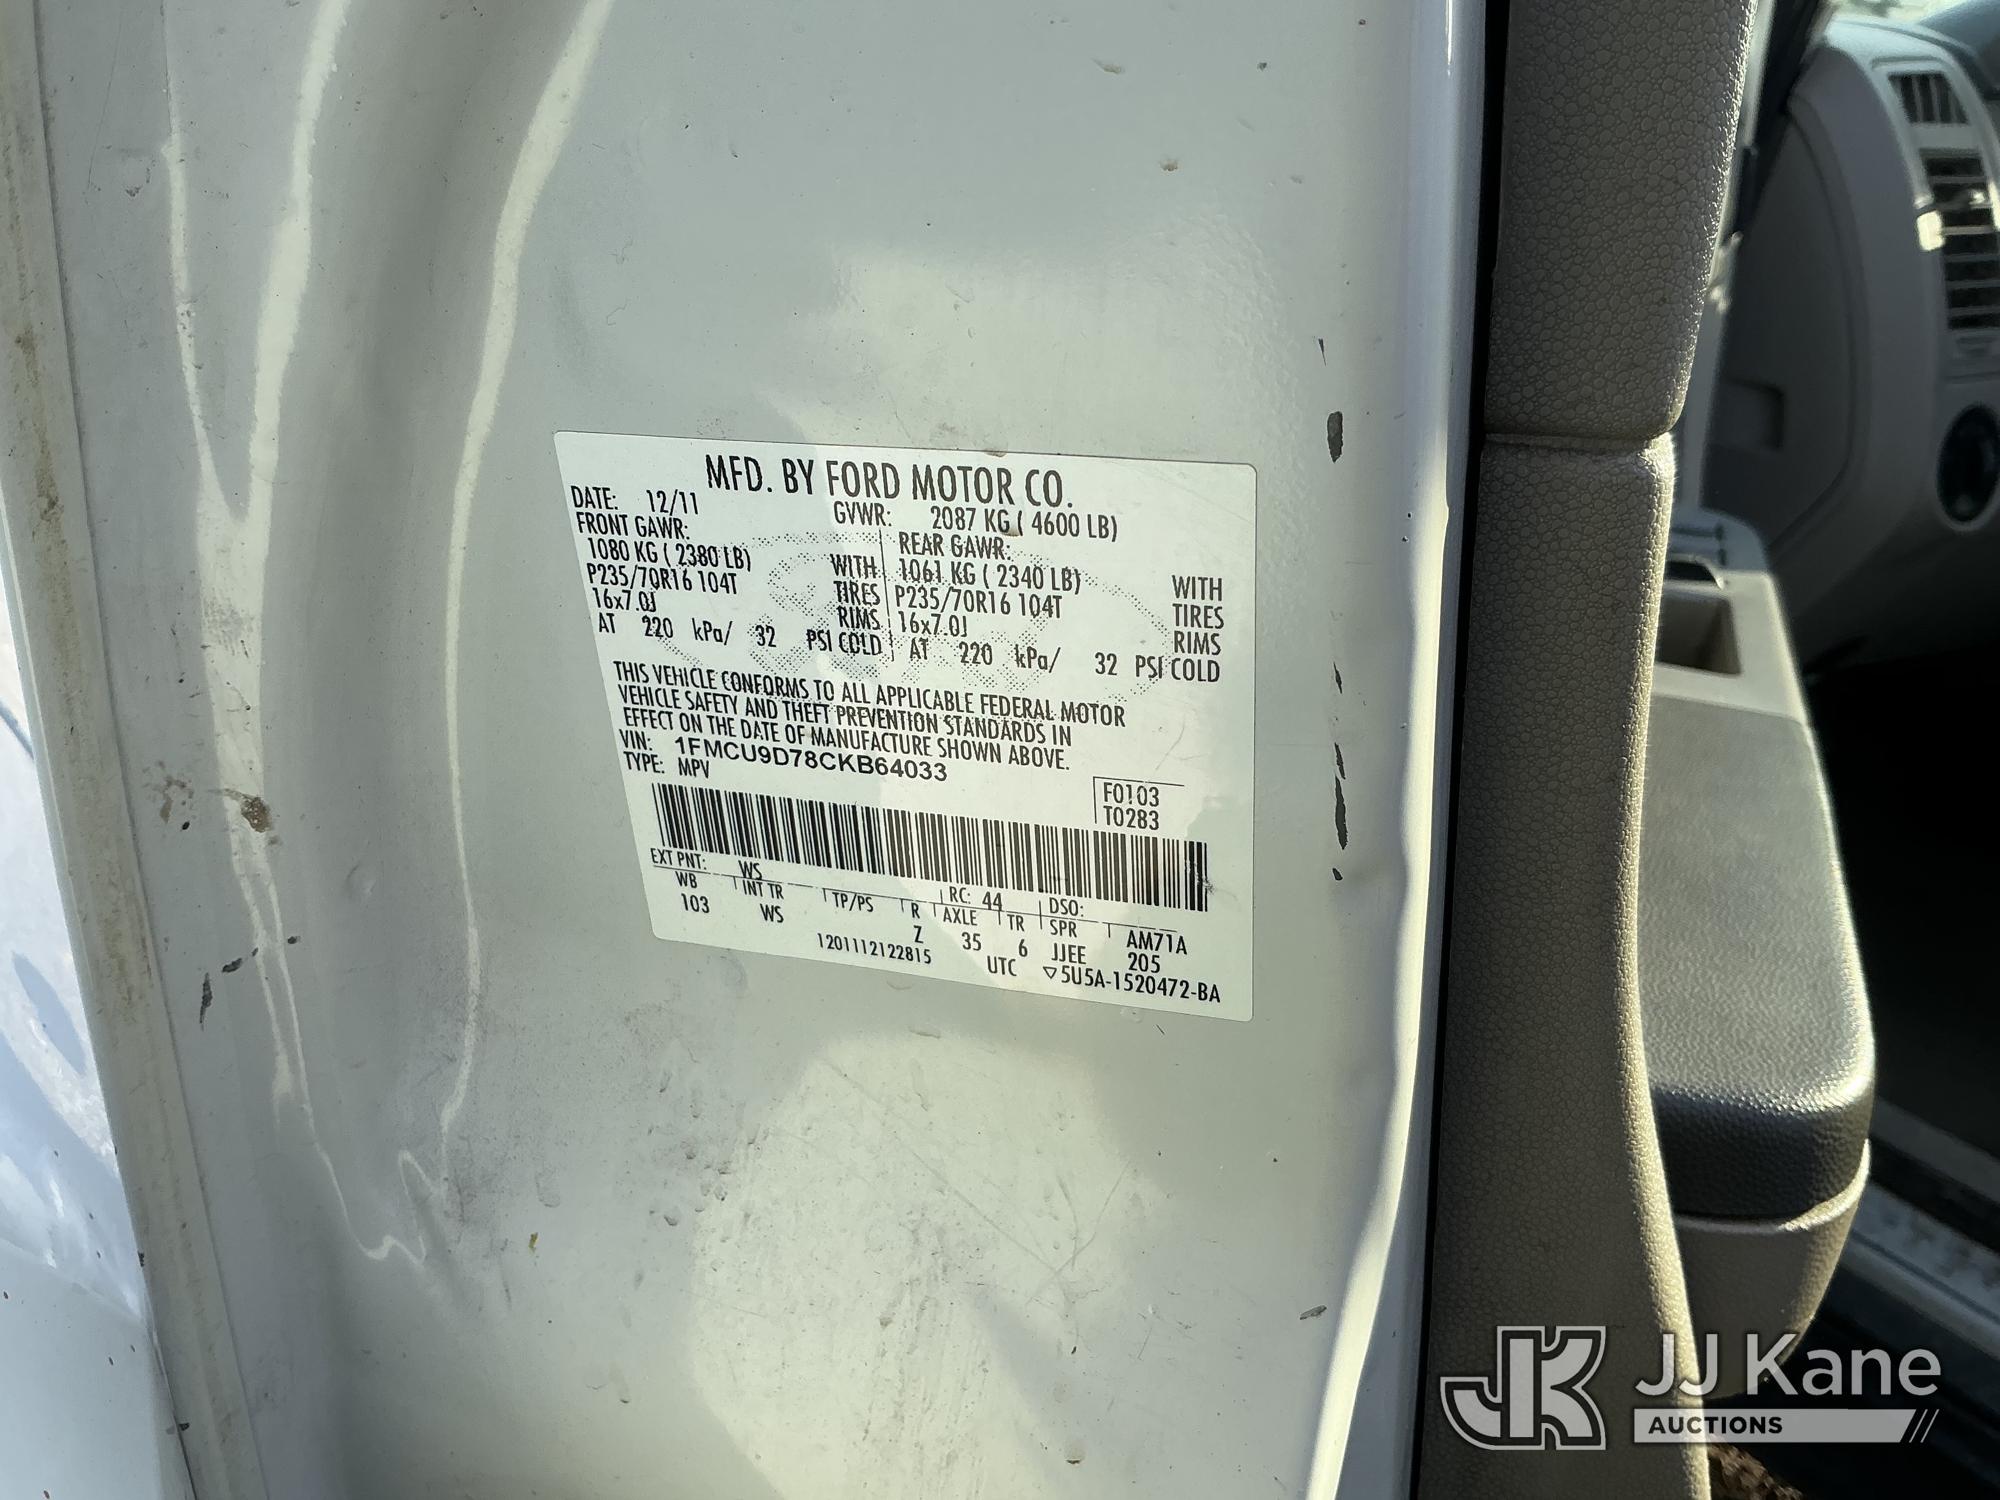 MFD. BY FORD MOTOR CO.
DATE: 12/11 GVWR: 2087 KG ( 4600 LB)
FRONT GAWR: REAR GAWR:
1080 KG ( 2380 LB) WITH 1061 KG ( 2340 LB) WITH
P235/70R16 104T TIRES P235/70R16 104T TIRES
16x7.0J RIMS 16x7.0J RIMS
AT 220 kPa/ 32 PSI COLD AT 220 kPa/ 32 PSI COLD
THIS VEHICLE CONFORMS TO ALL APPLICABLE FEDERAL MOTOR
VEHICLE SAFETY AND THEFT PREVENTION STANDARDS IN
EFFECT ON THE DATE OF MANUFACTURE SHOWN ABOVE.
VIN: 1FMCU9D78CKB64033
TYPE: MPV
F0103
T0283
EXT PNT: WS RC: 44 DSO:
WB INT TR TP/PS R AXLE TR SPR AM71A
103 WS Z 35 6 JJEE 205
1201112122815 UTC ▽5U5A-1520472-BA
JK JJ Kane
AUCTIONS